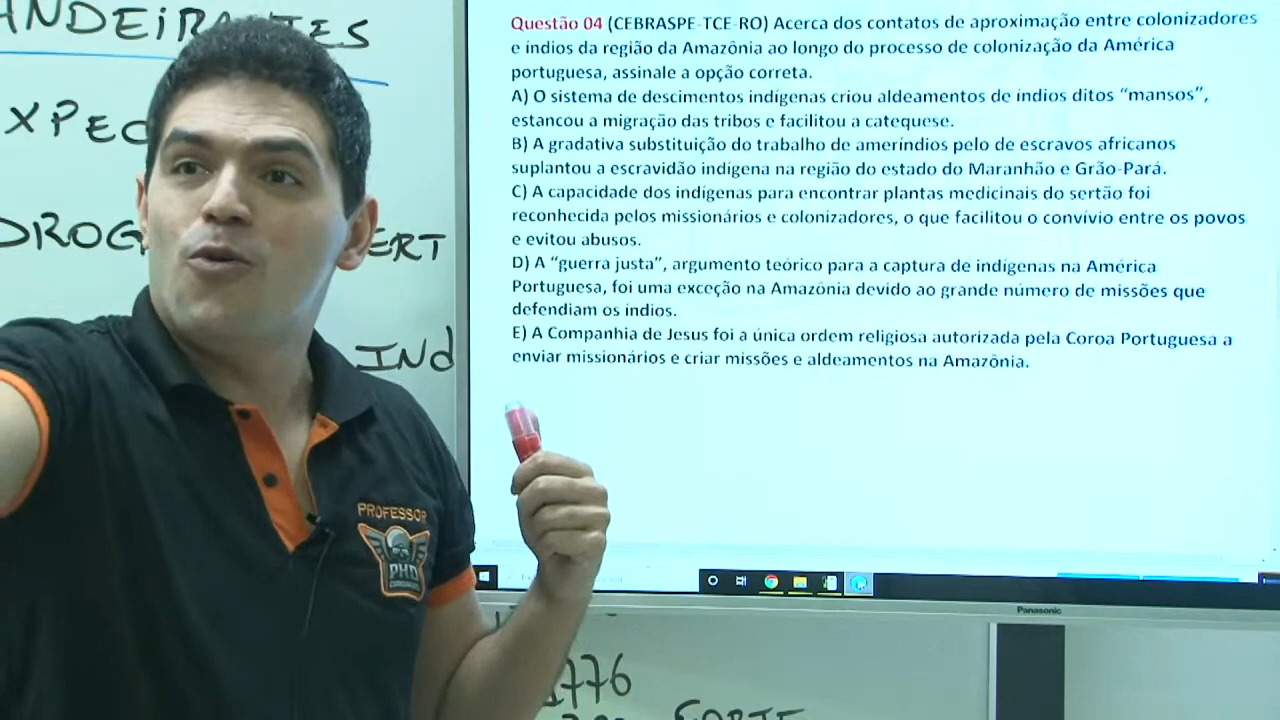 ANDEIRANTES
XPED
DROG ERT
IND
Questão 04 (CEBRASPE-TCE-RO) Acerca dos contatos de aproximação entre colonizadores
e índios da região da Amazônia ao longo do processo de colonização da América
portuguesa, assinale a opção correta.
A) O sistema de descimentos indígenas criou aldeamentos de índios ditos “mansos”,
estancou a migração das tribos e facilitou a catequese.
B) A gradativa substituição do trabalho de ameríndios pelo de escravos africanos
suplantou a escravidão indígena na região do estado do Maranhão e Grão-Pará.
C) A capacidade dos indígenas para encontrar plantas medicinais do sertão foi
reconhecida pelos missionários e colonizadores, o que facilitou o convívio entre os povos
e evitou abusos.
D) A “guerra justa”, argumento teórico para a captura de indígenas na América
Portuguesa, foi uma exceção na Amazônia devido ao grande número de missões que
defendiam os índios.
E) A Companhia de Jesus foi a única ordem religiosa autorizada pela Coroa Portuguesa a
enviar missionários e criar missões e aldeamentos na Amazônia.
PROFESSOR
PHD
Panasonic
1776
FORTE